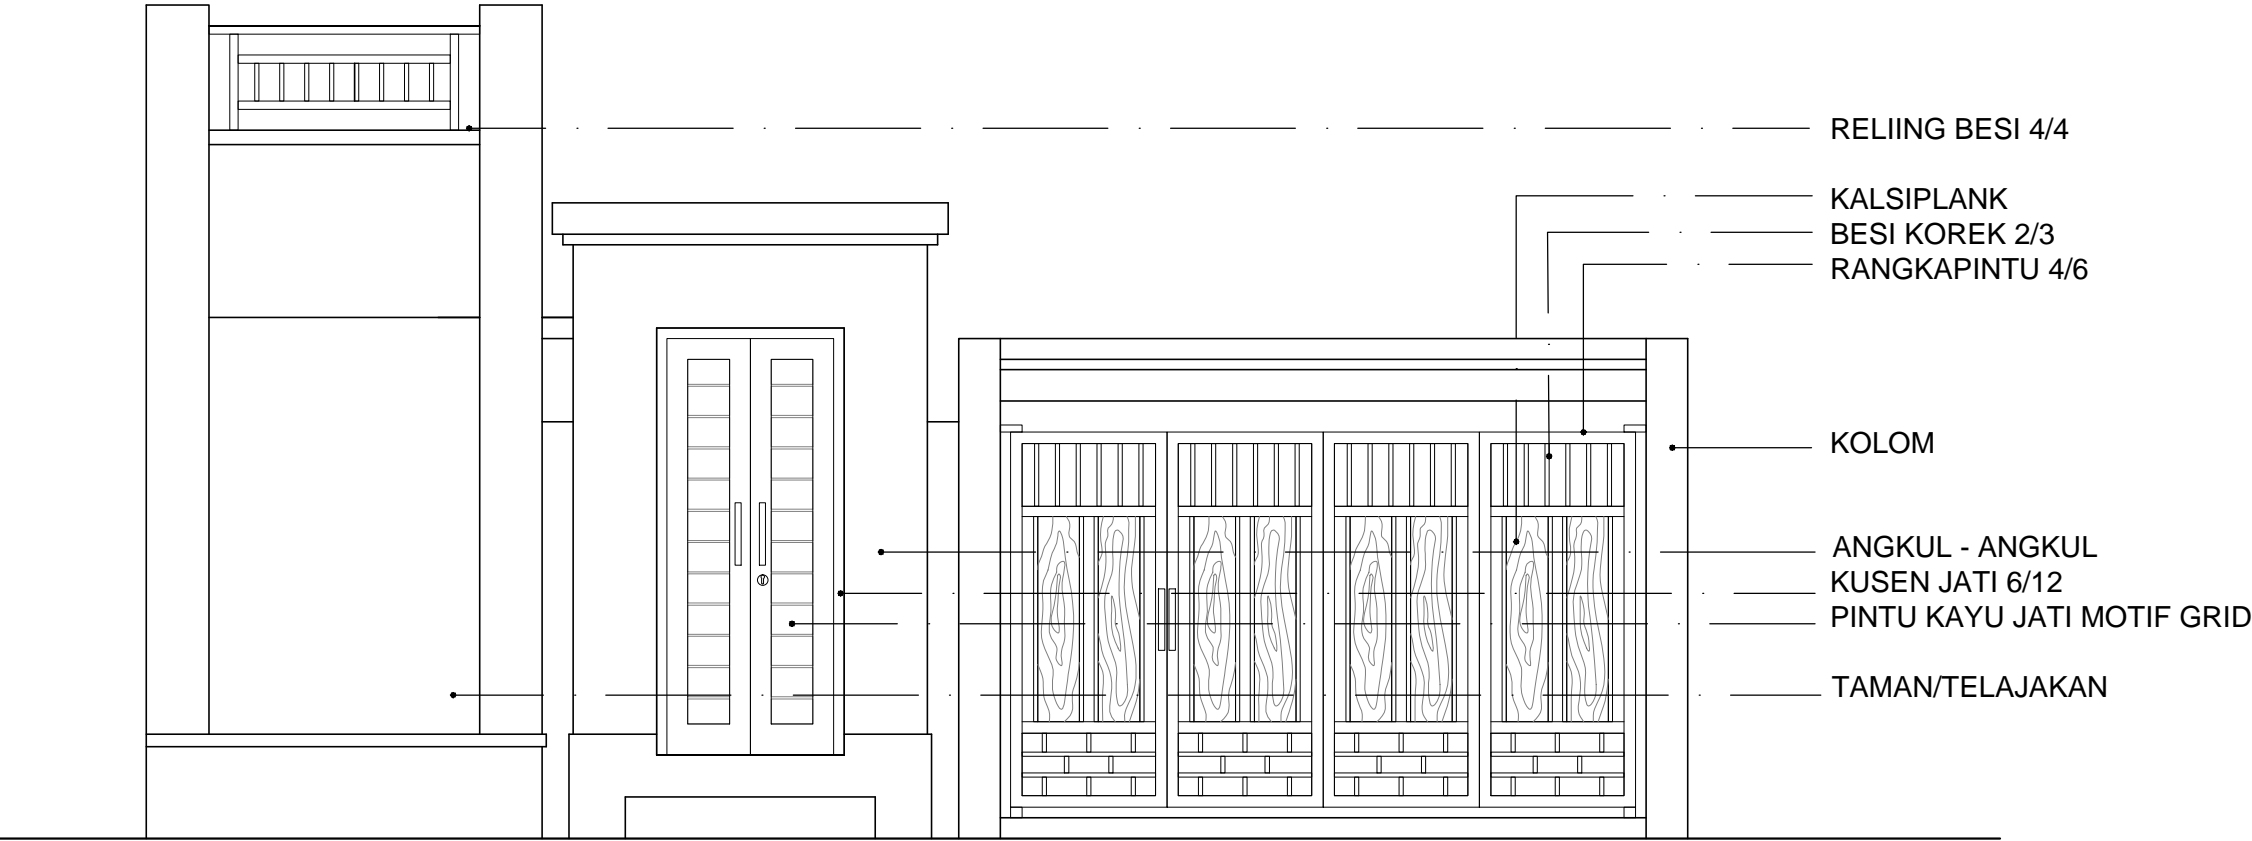 RELIING BESI 4/4
KALSIPLANK
BESI KOREK 2/3
RANGKAPINTU 4/6
KOLOM
ANGKUL - ANGKUL
KUSEN JATI 6/12
PINTU KAYU JATI MOTIF GRID
TAMAN/TELAJAKAN